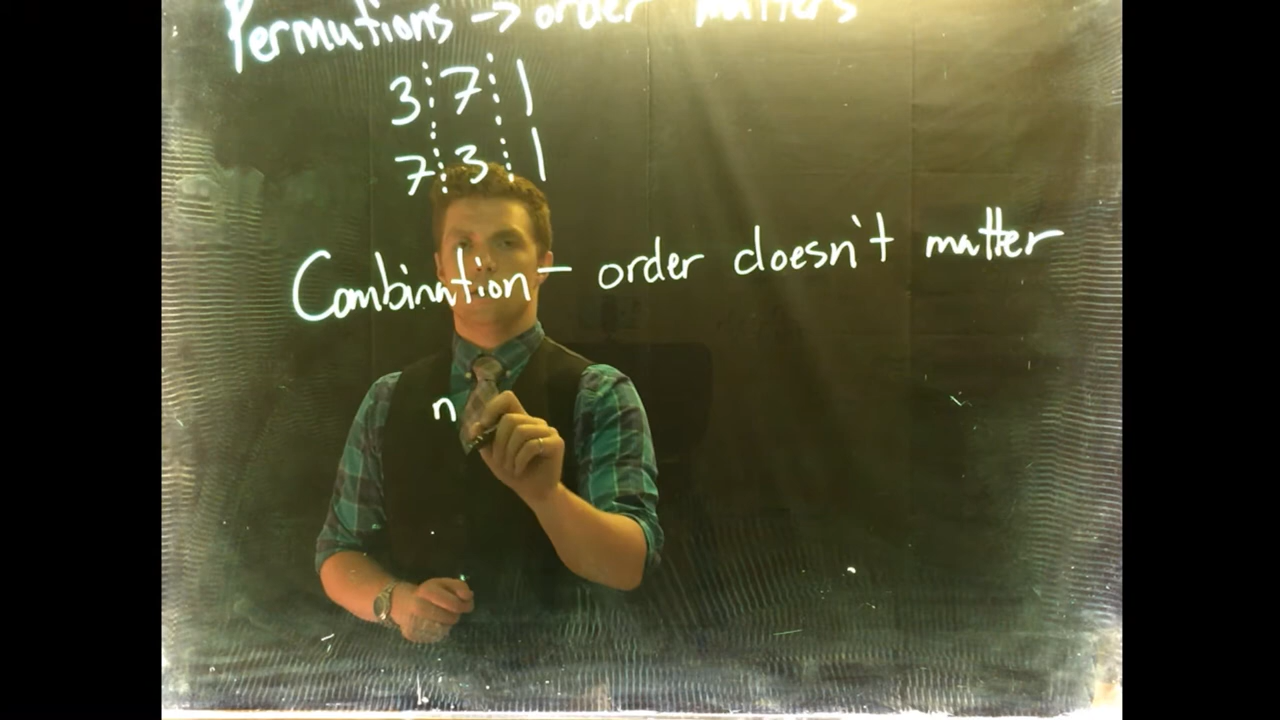 Permutions → order matters
3 7 1
7 3 1
Combination – order doesn't matter
n